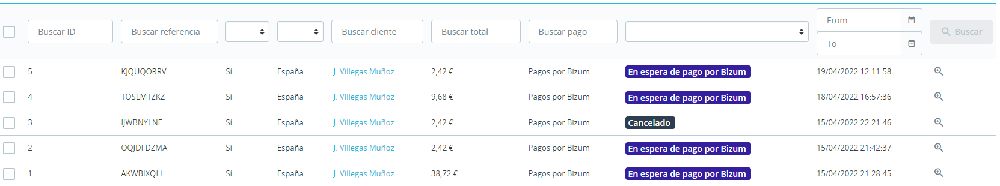 Buscar ID Buscar referencia Buscar cliente Buscar total Buscar pago From Buscar
To
5 KJQUQORRV Sí España J. Villegas Muñoz 2,42 € Pagos por Bizum En espera de pago por Bizum 19/04/2022 12:11:58
4 TOSLMTZKZ Sí España J. Villegas Muñoz 9,68 € Pagos por Bizum En espera de pago por Bizum 18/04/2022 16:57:36
3 IJWBNYLNE Sí España J. Villegas Muñoz 2,42 € Pagos por Bizum Cancelado 15/04/2022 22:21:46
2 OQJDFDZMA Sí España J. Villegas Muñoz 2,42 € Pagos por Bizum En espera de pago por Bizum 15/04/2022 21:42:37
1 AKWBIXQLI Sí España J. Villegas Muñoz 38,72 € Pagos por Bizum En espera de pago por Bizum 15/04/2022 21:28:45